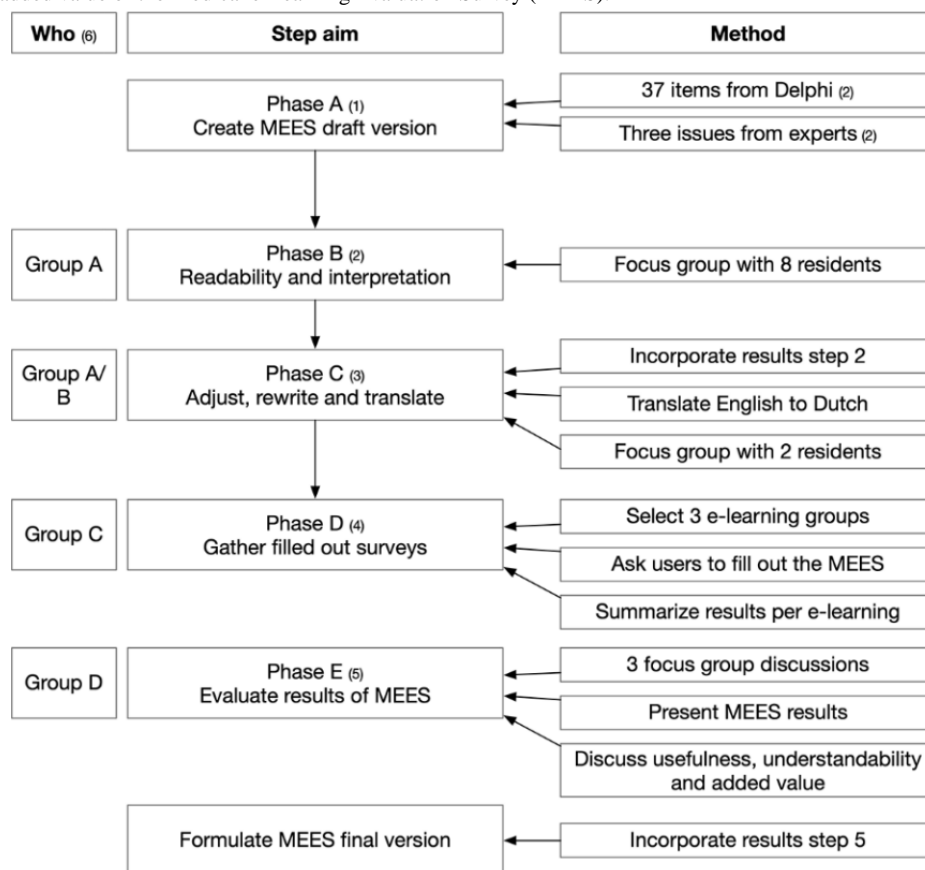 Who (6)
Step aim
Method
Phase A (1)
Create MEES draft version
37 items from Delphi (2)
Three issues from experts (2)
Group A
Phase B (2)
Readability and interpretation
Focus group with 8 residents
Group A/
B
Phase C (3)
Adjust, rewrite and translate
Incorporate results step 2
Translate English to Dutch
Focus group with 2 residents
Group C
Phase D (4)
Gather filled out surveys
Select 3 e-learning groups
Ask users to fill out the MEES
Summarize results per e-learning
Group D
Phase E (5)
Evaluate results of MEES
3 focus group discussions
Present MEES results
Discuss usefulness, understandability
and added value
Formulate MEES final version
Incorporate results step 5